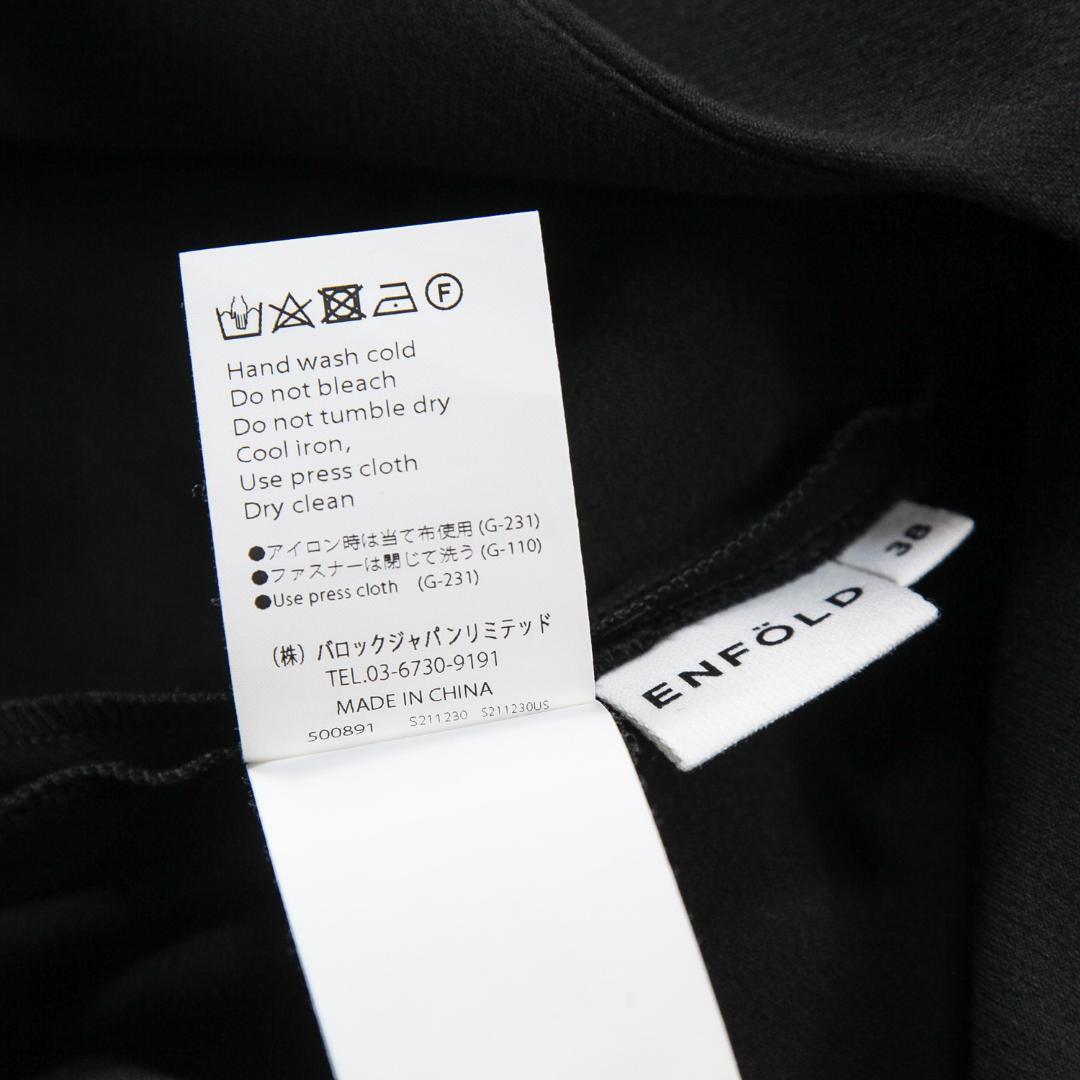 F
Hand wash cold
Do not bleach
Do not tumble dry
Cool iron,
Use press cloth
Dry clean
●アイロン時は当て布使用 (G-231)
●ファスナーは閉じて洗う (G-110)
●Use press cloth (G-231)
(株) バロックジャパンリミテッド
TEL.03-6730-9191
MADE IN CHINA
500891 S211230 S211230US
38
ENFÖLD